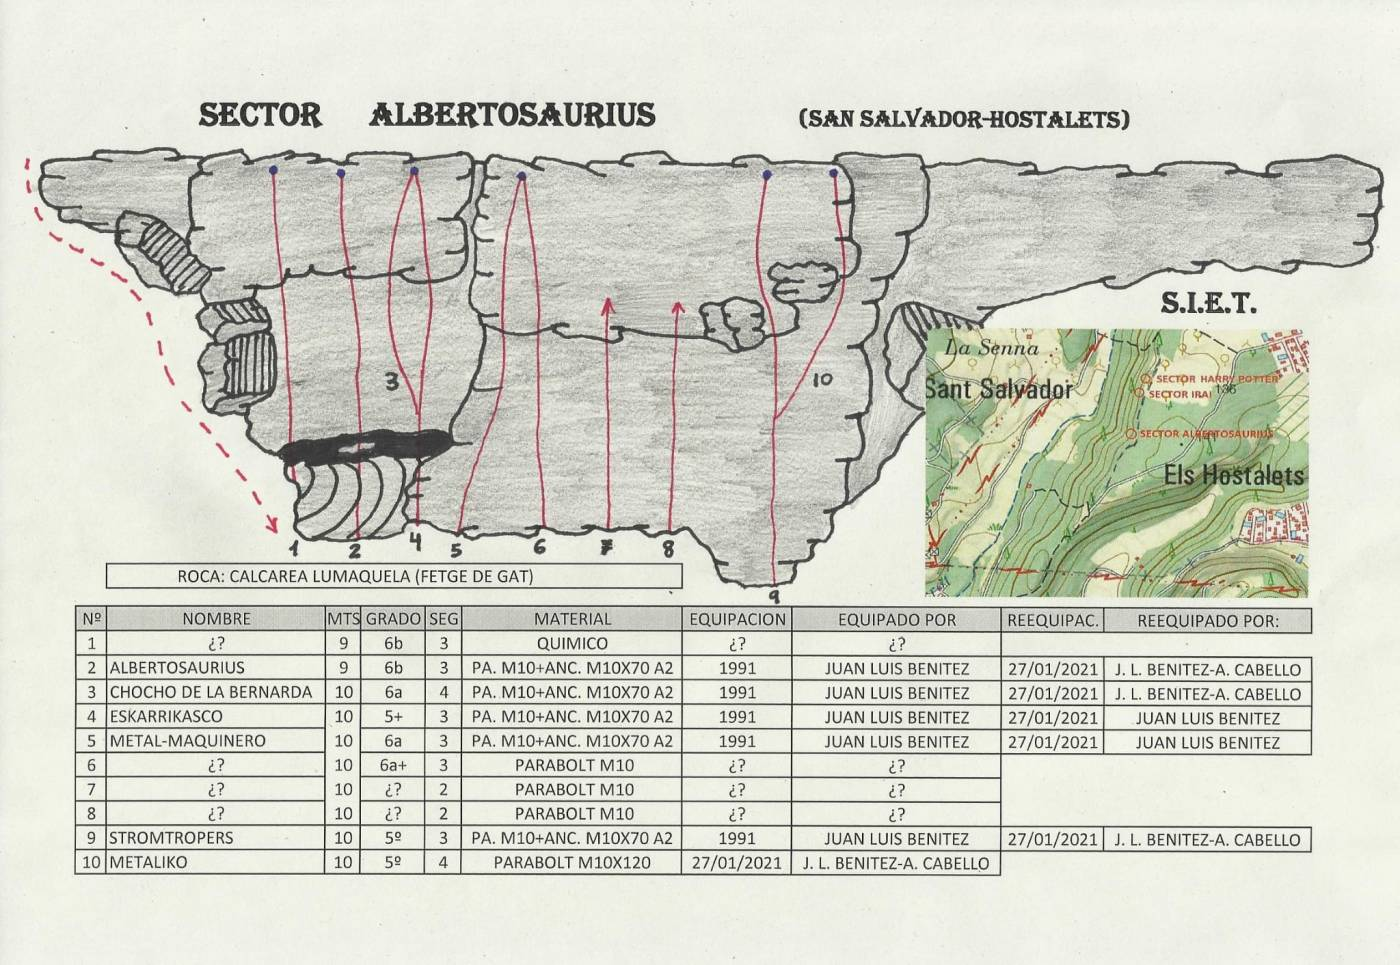 SECTOR ALBERTOSAURIUS (SAN SALVADOR-HOSTALETS)
3
10
1 2 4 5 6 7 8
9
S.I.E.T.
La Senna
Sant Salvador
SECTOR HARRY POTTER
SECTOR IRAI
136
SECTOR ALBERTOSAURIUS
Els Hostalets
ROCA: CALCAREA LUMAQUELA (FETGE DE GAT)
Nº NOMBRE MTS GRADO SEG MATERIAL EQUIPACION EQUIPADO POR REEQUIPAC. REEQUIPADO POR:
1 ¿? 9 6b 3 QUIMICO ¿? ¿?
2 ALBERTOSAURIUS 9 6b 3 PA. M10+ANC. M10X70 A2 1991 JUAN LUIS BENITEZ 27/01/2021 J. L. BENITEZ-A. CABELLO
3 CHOCHO DE LA BERNARDA 10 6a 4 PA. M10+ANC. M10X70 A2 1991 JUAN LUIS BENITEZ 27/01/2021 J. L. BENITEZ-A. CABELLO
4 ESKARRIKASCO 10 5+ 3 PA. M10+ANC. M10X70 A2 1991 JUAN LUIS BENITEZ 27/01/2021 JUAN LUIS BENITEZ
5 METAL-MAQUINERO 10 6a 3 PA. M10+ANC. M10X70 A2 1991 JUAN LUIS BENITEZ 27/01/2021 JUAN LUIS BENITEZ
6 ¿? 10 6a+ 3 PARABOLT M10 ¿? ¿?
7 ¿? 10 ¿? 2 PARABOLT M10 ¿? ¿?
8 ¿? 10 ¿? 2 PARABOLT M10 ¿? ¿?
9 STROMTROPERS 10 5º 3 PA. M10+ANC. M10X70 A2 1991 JUAN LUIS BENITEZ 27/01/2021 J. L. BENITEZ-A. CABELLO
10 METALIKO 10 5º 4 PARABOLT M10X120 27/01/2021 J. L. BENITEZ-A. CABELLO